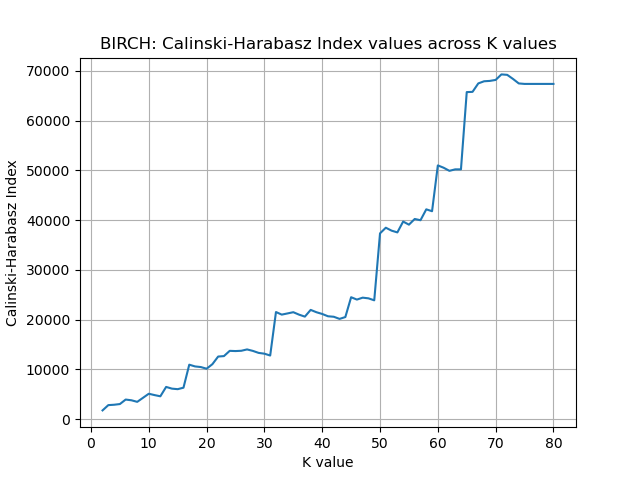 BIRCH: Calinski-Harabasz Index values across K values
Calinski-Harabasz Index
70000
60000
50000
40000
30000
20000
10000
0
0 10 20 30 40 50 60 70 80
K value